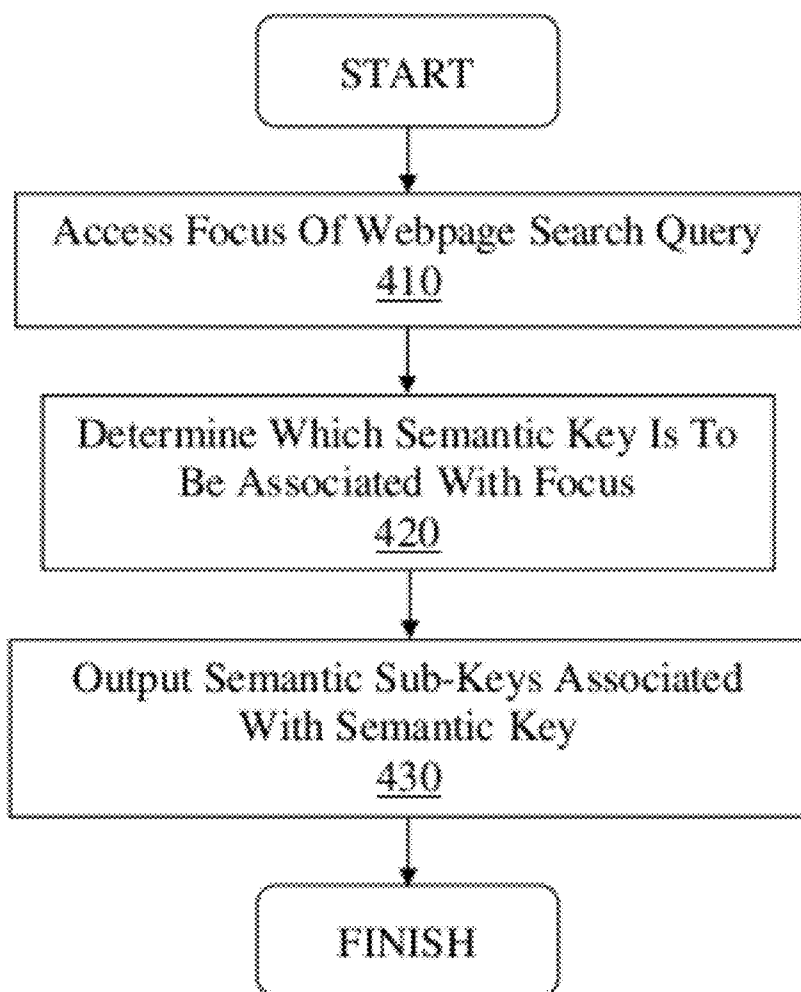 START
Access Focus Of Webpage Search Query
410
Determine Which Semantic Key Is To
Be Associated With Focus
420
Output Semantic Sub-Keys Associated
With Semantic Key
430
FINISH